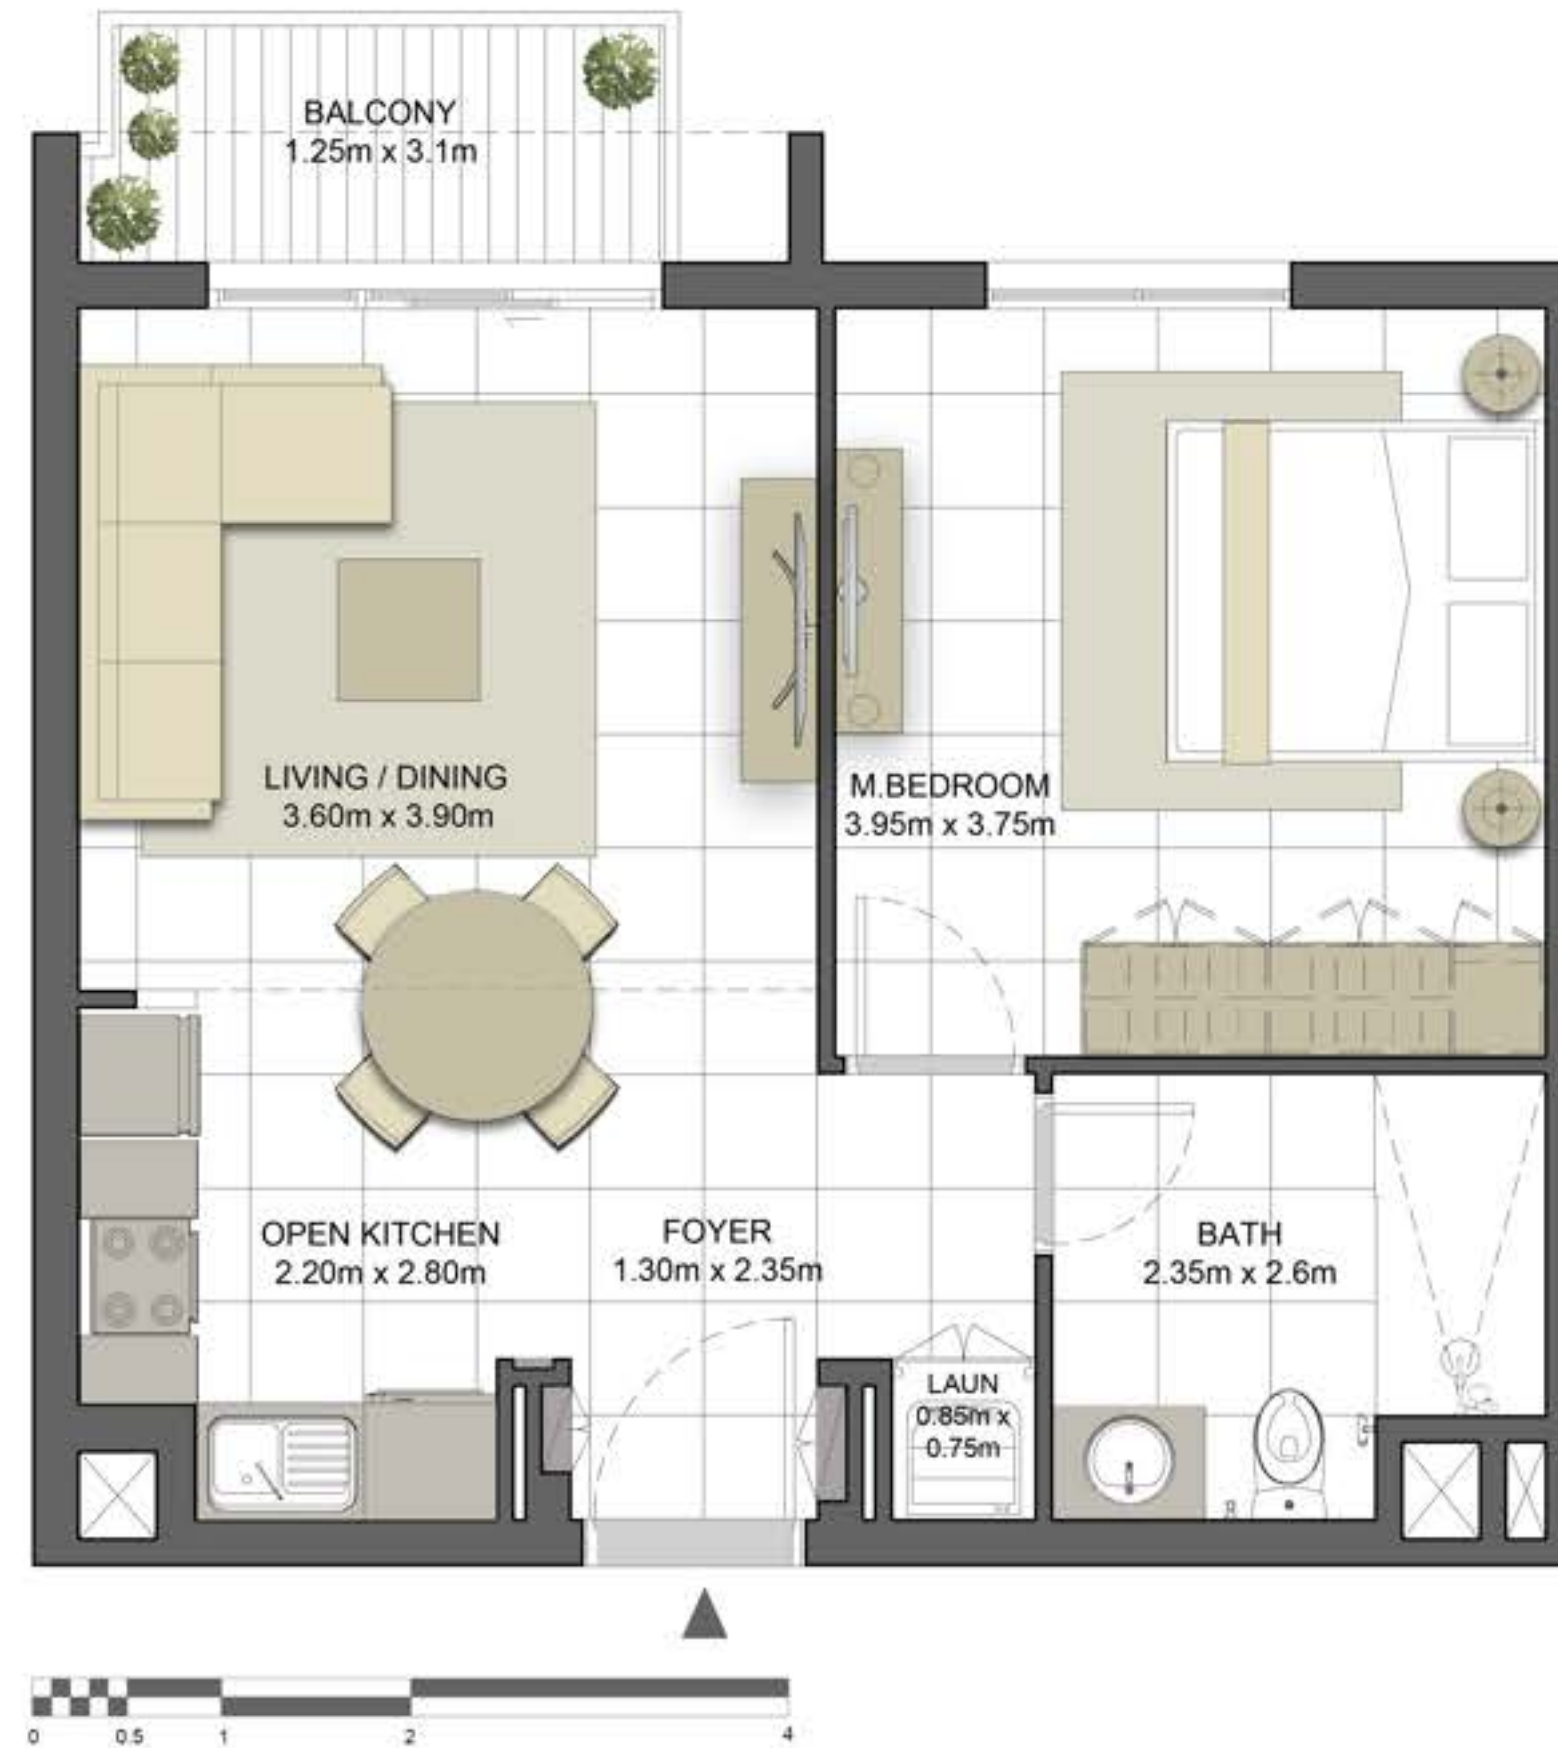 BALCONY
1.25m x 3.1m
LIVING / DINING
3.60m x 3.90m
M.BEDROOM
3.95m x 3.75m
OPEN KITCHEN
2.20m x 2.80m
FOYER
1.30m x 2.35m
BATH
2.35m x 2.6m
LAUN
0.85m x
0.75m
0 0.5 1 2 4